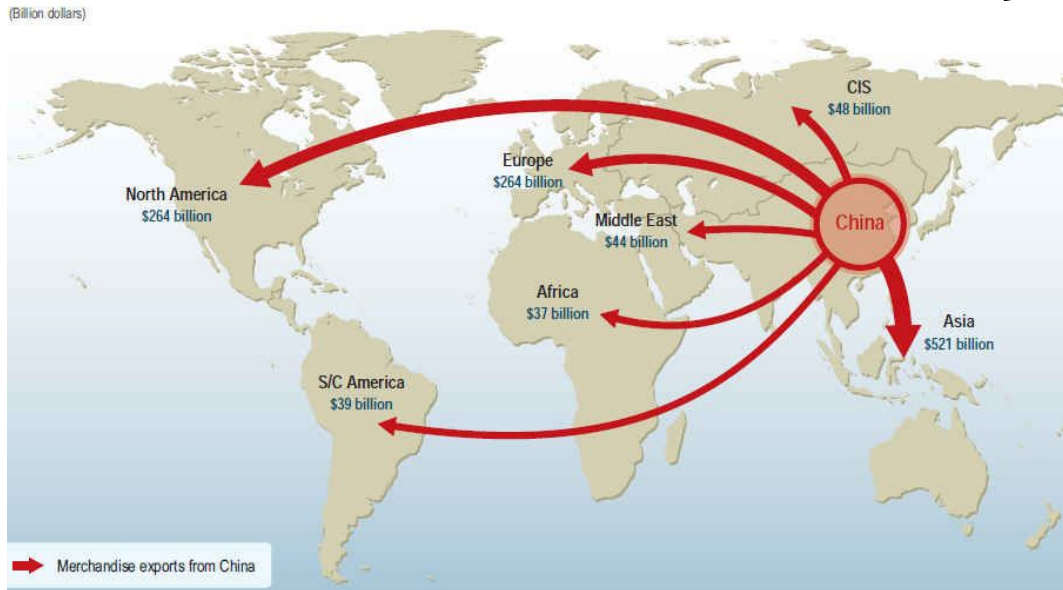 (Billion dollars)
CIS
$48 billion
Europe
$264 billion
North America
$264 billion
Middle East
$44 billion
China
Africa
$37 billion
Asia
$521 billion
S/C America
$39 billion
Merchandise exports from China